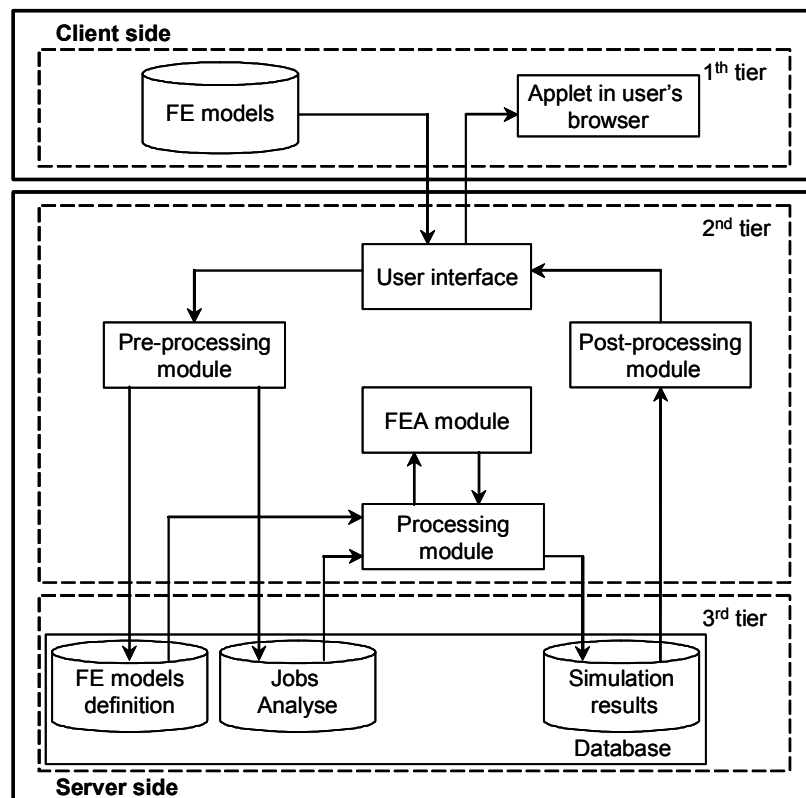 Client side
1th tier
FE models
Applet in user's
browser
2nd tier
User interface
Pre-processing
module
Post-processing
module
FEA module
Processing
module
3rd tier
FE models
definition
Jobs
Analyse
Simulation
results
Database
Server side